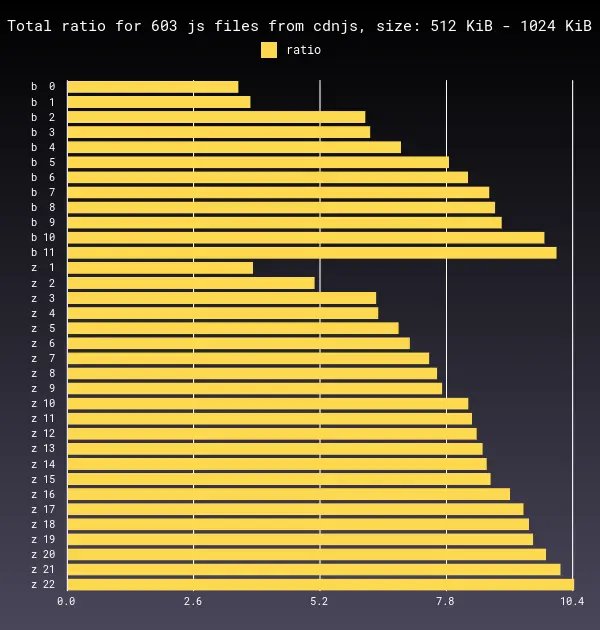 Total ratio for 603 js files from cdnjs, size: 512 KiB - 1024 KiB
ratio
b 0
b 1
b 2
b 3
b 4
b 5
b 6
b 7
b 8
b 9
b 10
b 11
z 1
z 2
z 3
z 4
z 5
z 6
z 7
z 8
z 9
z 10
z 11
z 12
z 13
z 14
z 15
z 16
z 17
z 18
z 19
z 20
z 21
z 22
0.0 2.6 5.2 7.8 10.4